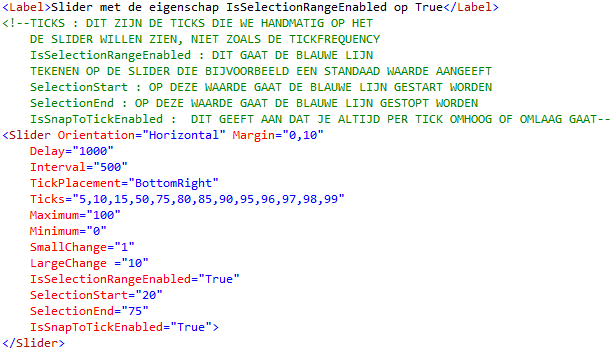 <Label>Slider met de eigenschap IsSelectionRangeEnabled op True</Label>
<!--TICKS : DIT ZIJN DE TICKS DIE WE HANDMATIG OP HET
DE SLIDER WILLEN ZIEN, NIET ZOALS DE TICKFREQUENCY
IsSelectionRangeEnabled : DIT GAAT DE BLAUWE LIJN
TEKENEN OP DE SLIDER DIE BIJVOORBEELD EEN STANDAAD WAARDE AANGEEFT
SelectionStart : OP DEZE WAARDE GAAT DE BLAUWE LIJN GESTART WORDEN
SelectionEnd : OP DEZE WAARDE GAAT DE BLAUWE LIJN GESTOPT WORDEN
IsSnapToTickEnabled :  DIT GEEFT AAN DAT JE ALTIJD PER TICK OMHOOG OF OMLAAG GAAT--
<Slider Orientation="Horizontal" Margin="0,10"
Delay="1000"
Interval="500"
TickPlacement="BottomRight"
Ticks="5,10,15,50,75,80,85,90,95,96,97,98,99"
Maximum="100"
Minimum="0"
SmallChange="1"
LargeChange ="10"
IsSelectionRangeEnabled="True"
SelectionStart="20"
SelectionEnd="75"
IsSnapToTickEnabled="True">
</Slider>